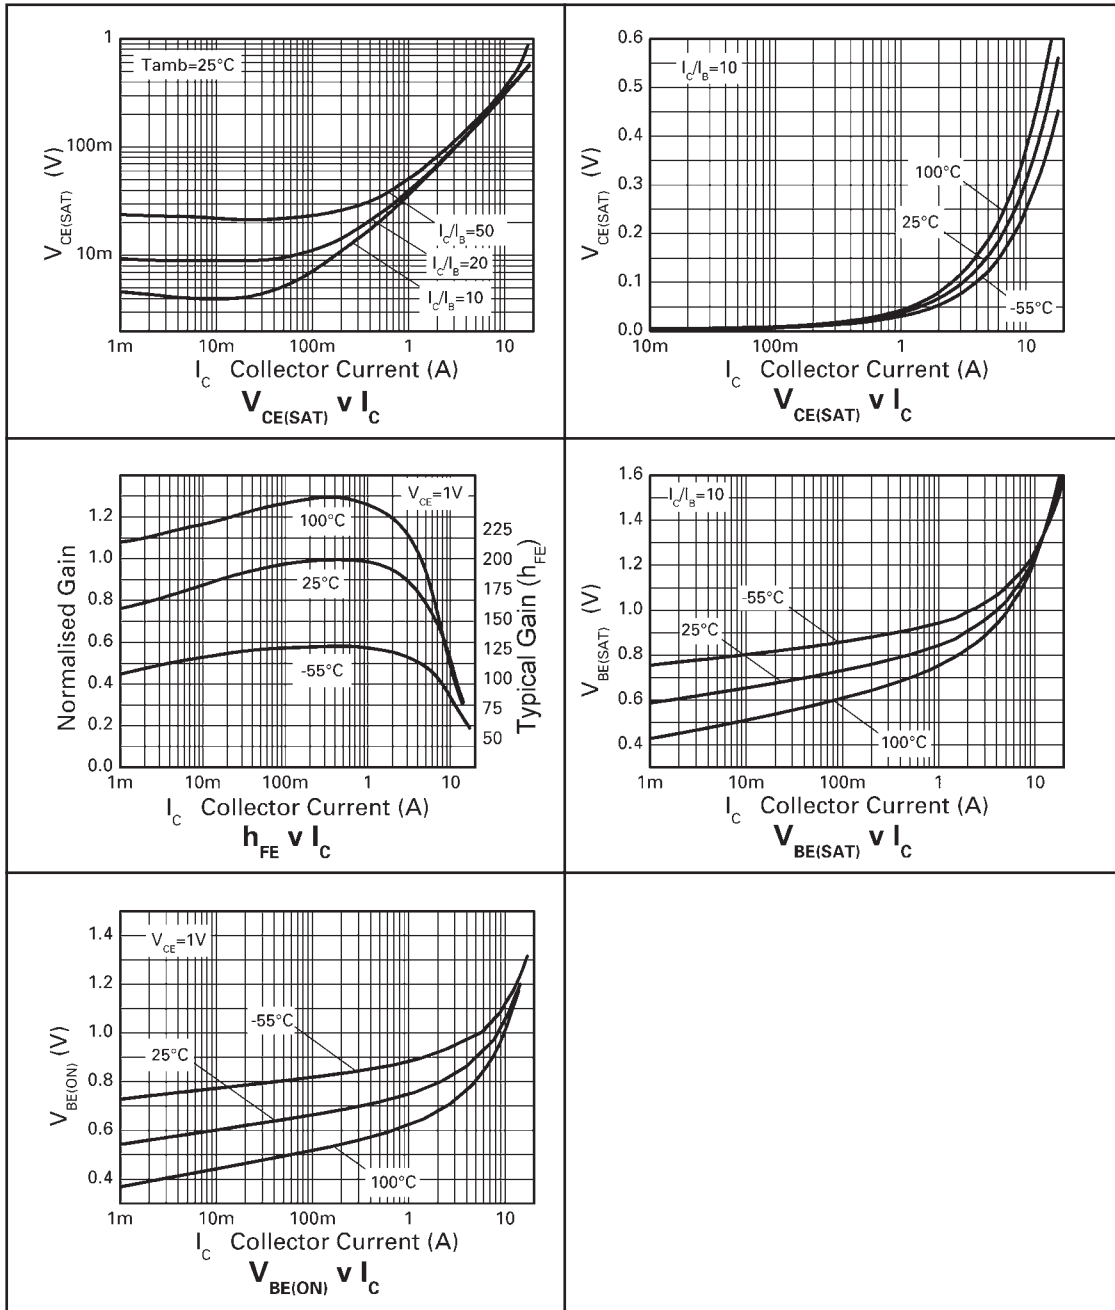 1
Tamb=25°C
100m
10m
V_CE(SAT) (V)
I_C/I_B=50
I_C/I_B=20
I_C/I_B=10
1m 10m 100m 1 10
I_C Collector Current (A)
V_CE(SAT) v I_C
0.6
I_C/I_B=10
0.5
0.4
0.3
0.2
0.1
0.0
V_CE(SAT) (V)
100°C
25°C
-55°C
10m 100m 1 10
I_C Collector Current (A)
V_CE(SAT) v I_C
V_CE=1V
1.2
1.0
0.8
0.6
0.4
0.2
0.0
Normalised Gain
100°C
25°C
-55°C
225
200
175
150
125
100
75
50
Typical Gain (h_FE)
1m 10m 100m 1 10
I_C Collector Current (A)
h_FE v I_C
1.6
I_C/I_B=10
1.4
1.2
1.0
0.8
0.6
0.4
V_BE(SAT) (V)
-55°C
25°C
100°C
1m 10m 100m 1 10
I_C Collector Current (A)
V_BE(SAT) v I_C
1.4
V_CE=1V
1.2
1.0
0.8
0.6
0.4
V_BE(ON) (V)
-55°C
25°C
100°C
1m 10m 100m 1 10
I_C Collector Current (A)
V_BE(ON) v I_C